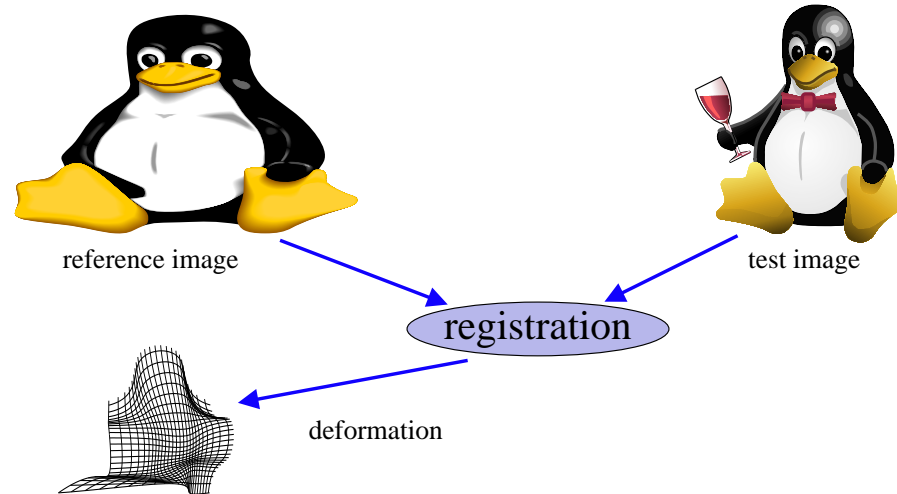 reference image
test image
registration
deformation